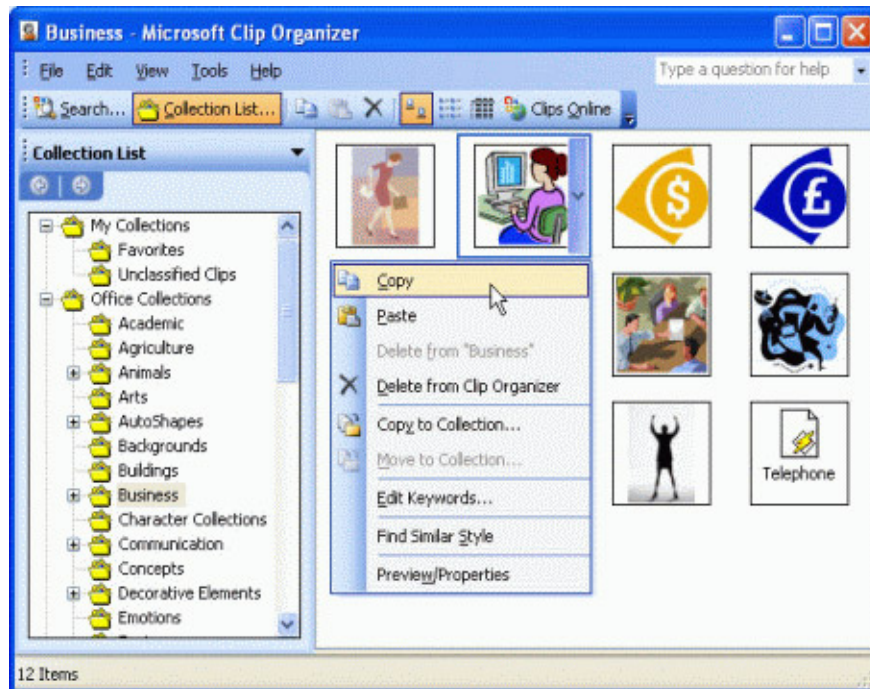 Business - Microsoft Clip Organizer
File Edit View Tools Help
Type a question for help
Search... Collection List... Clips Online
Collection List
My Collections
Favorites
Unclassified Clips
Office Collections
Academic
Agriculture
Animals
Arts
AutoShapes
Backgrounds
Buildings
Business
Character Collections
Communication
Concepts
Decorative Elements
Emotions
$
£
Copy
Paste
Delete from "Business"
Delete from Clip Organizer
Copy to Collection...
Move to Collection...
Edit Keywords...
Find Similar Style
Preview/Properties
Telephone
12 Items